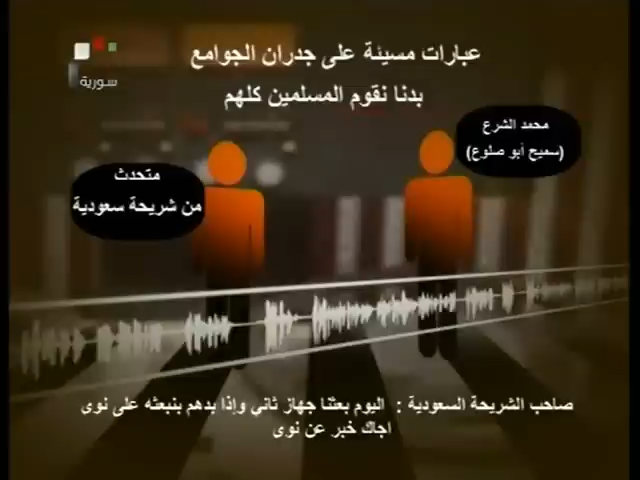 عبارات مسيئة على جدران الجوامع
سورية
بدنا نقوم المسلمين كلهم
محمد الشرع
(سميح أبو صلوع)
متحدث
من شريحة سعودية
صاحب الشريحة السعودية : اليوم بعثنا جهاز ثاني وإذا بدهم بنبعثه على نوى
اجاك خبر عن نوى